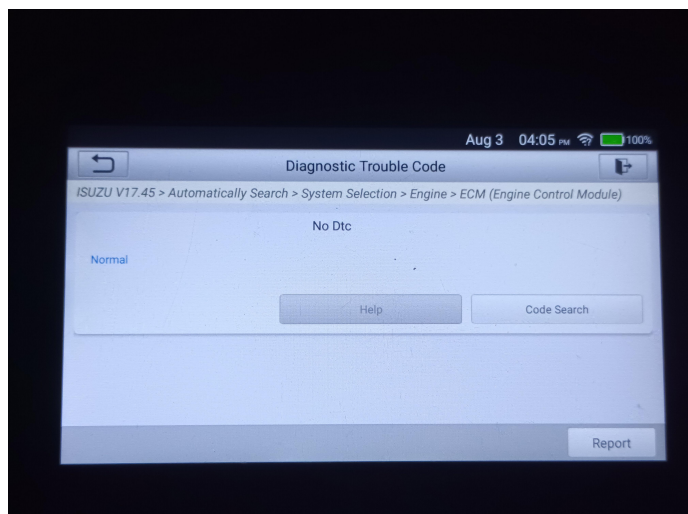 Aug 3 04:05 PM 100%
Diagnostic Trouble Code
ISUZU V17.45 > Automatically Search > System Selection > Engine > ECM (Engine Control Module)
No Dtc
Normal
Help
Code Search
Report